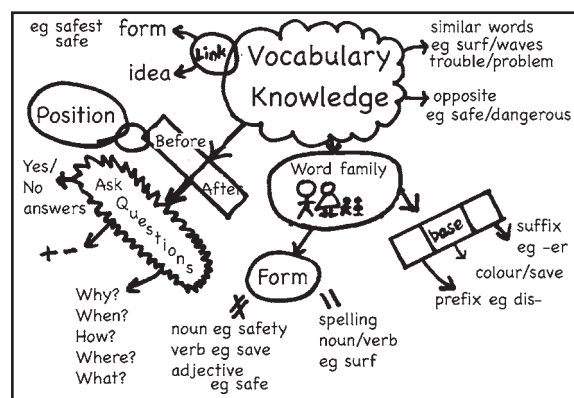 eg safest
safe
form
idea
Link
Vocabulary
Knowledge
similar words
eg surf/waves
trouble/problem
opposite
eg safe/dangerous
Position
Before
After
Yes/
No
answers
Ask
Questions
+ -
Why?
When?
How?
Where?
What?
Word family
base
suffix
eg -er
colour/save
prefix eg dis-
Form
≠
noun eg safety
verb eg save
adjective
eg safe
=
spelling
noun/verb
eg surf